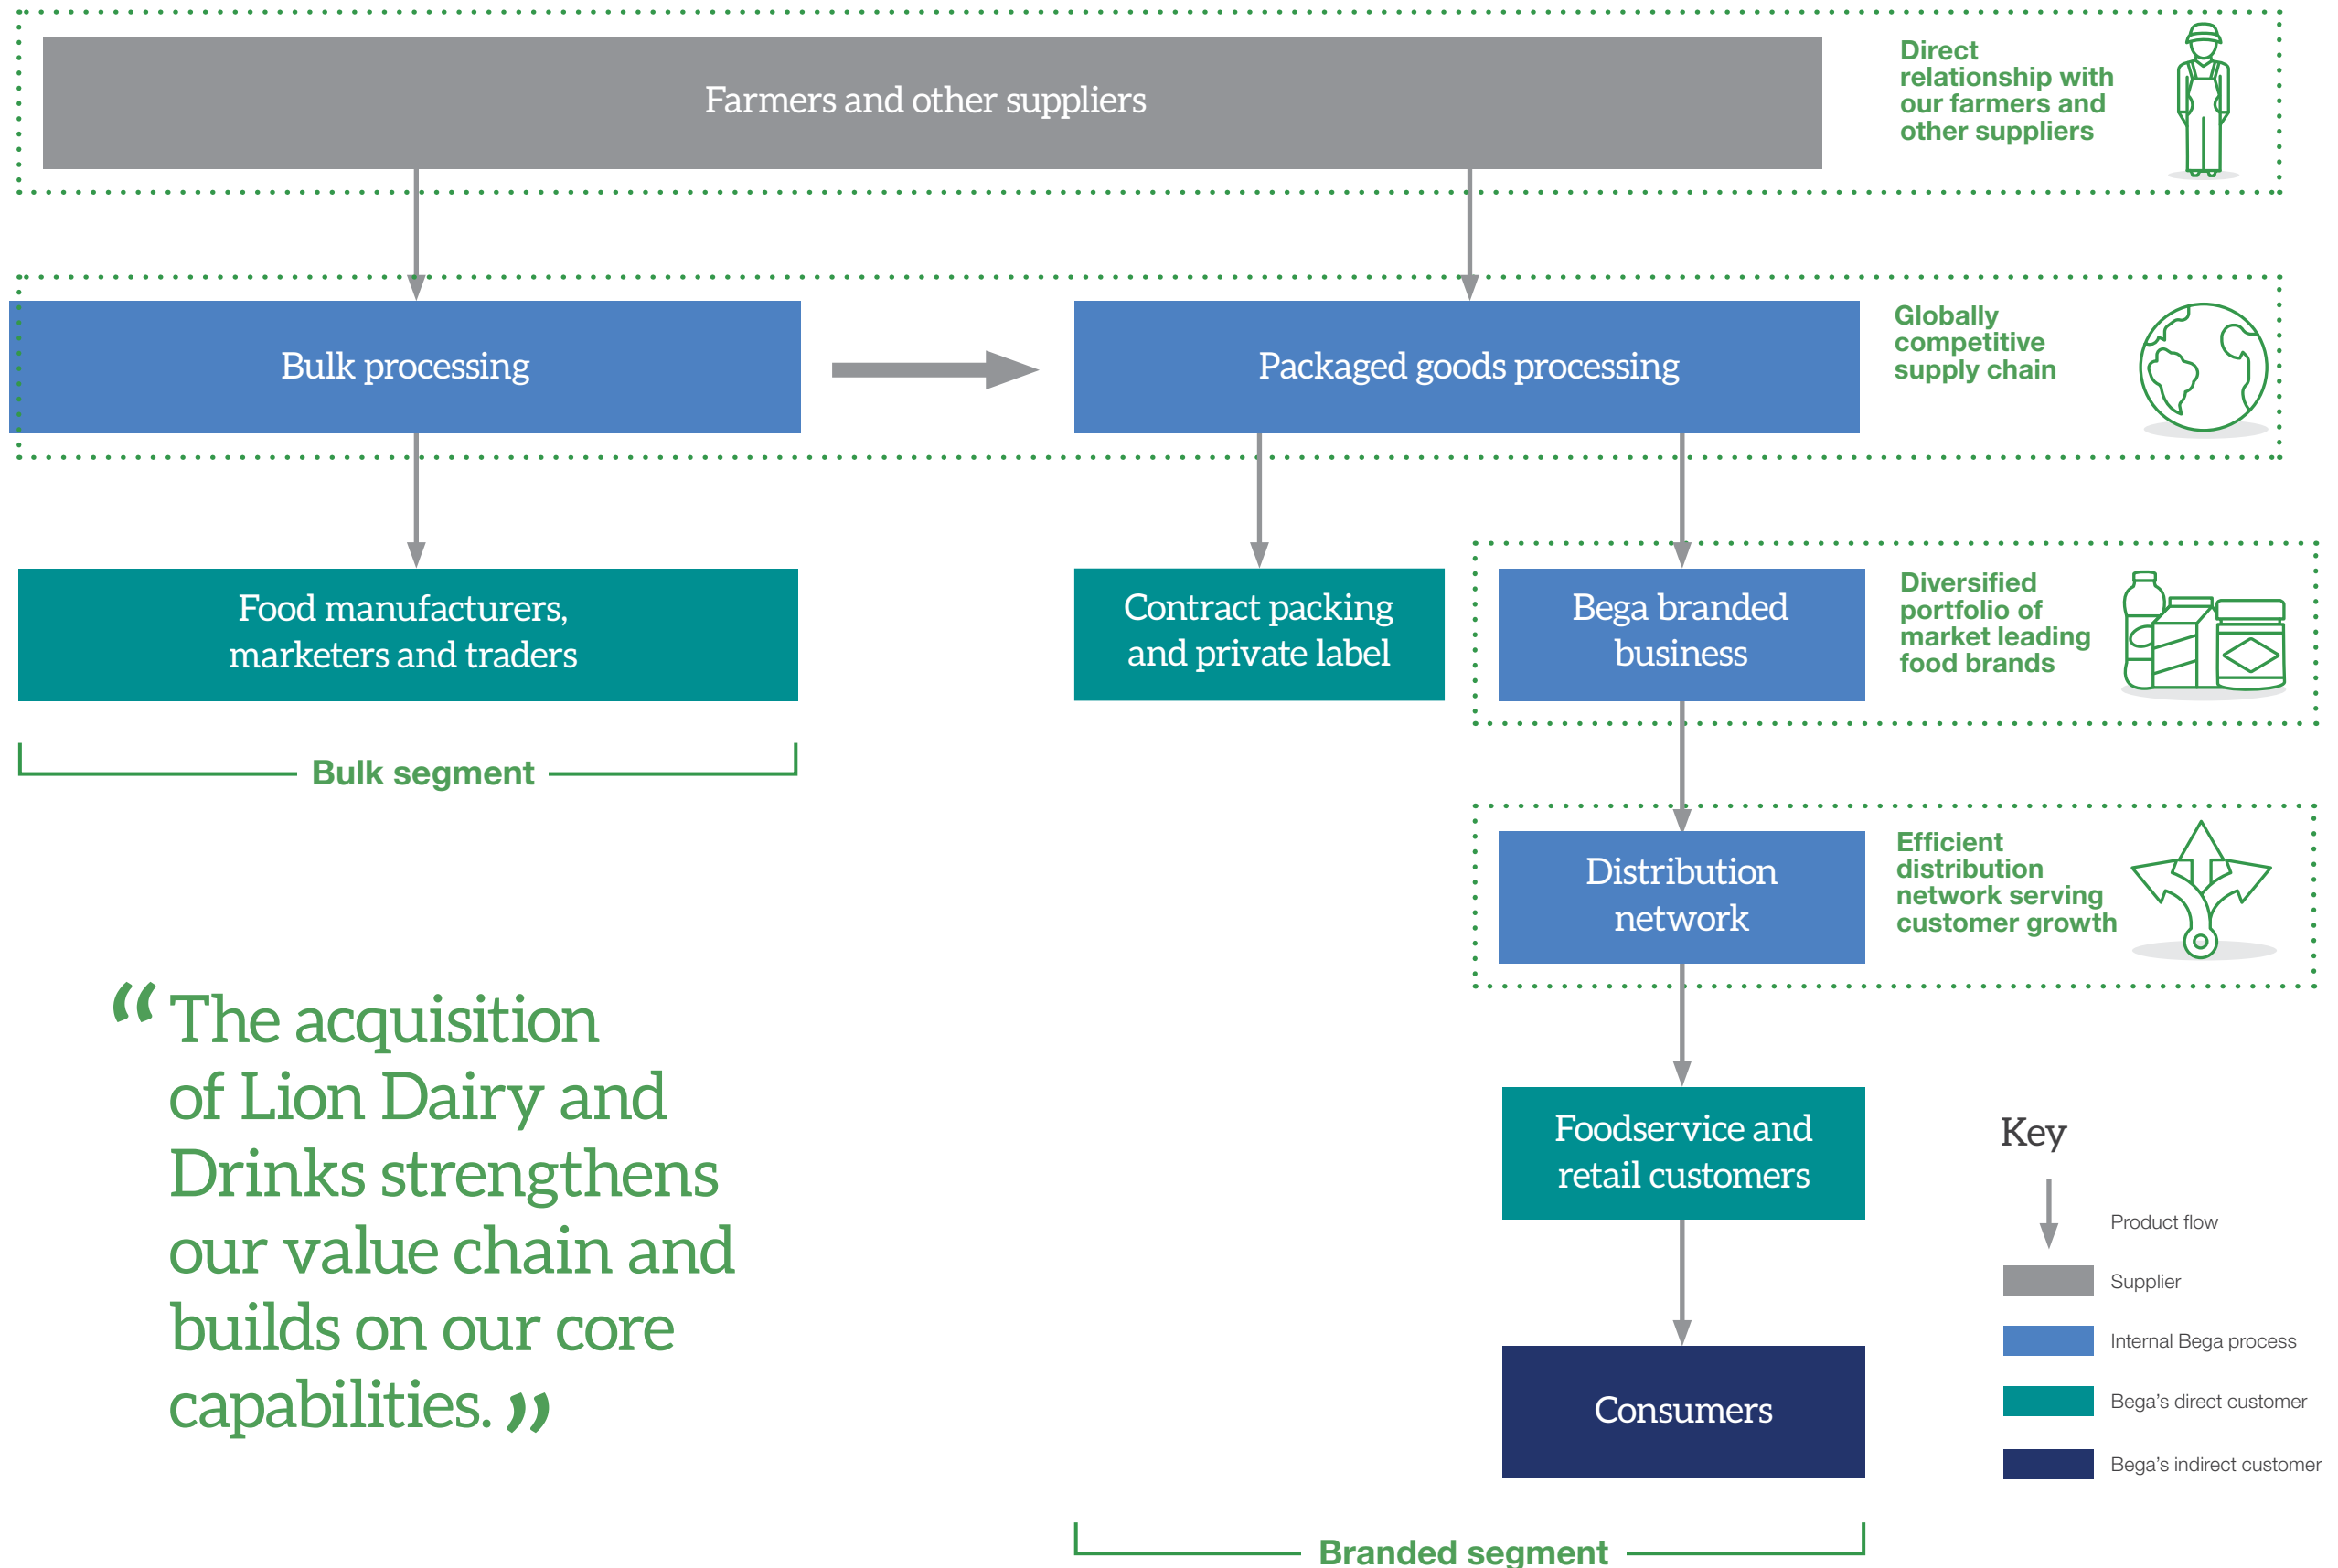 Farmers and other suppliers
Direct
relationship with
our farmers and
other suppliers
Bulk processing
Packaged goods processing
Globally
competitive
supply chain
Food manufacturers,
marketers and traders
Contract packing
and private label
Bega branded
business
Diversified
portfolio of
market leading
food brands
Bulk segment
Distribution
network
Efficient
distribution
network serving
customer growth
“The acquisition
of Lion Dairy and
Drinks strengthens
our value chain and
builds on our core
capabilities.”
Foodservice and
retail customers
Consumers
Key
Product flow
Supplier
Internal Bega process
Bega’s direct customer
Bega’s indirect customer
Branded segment